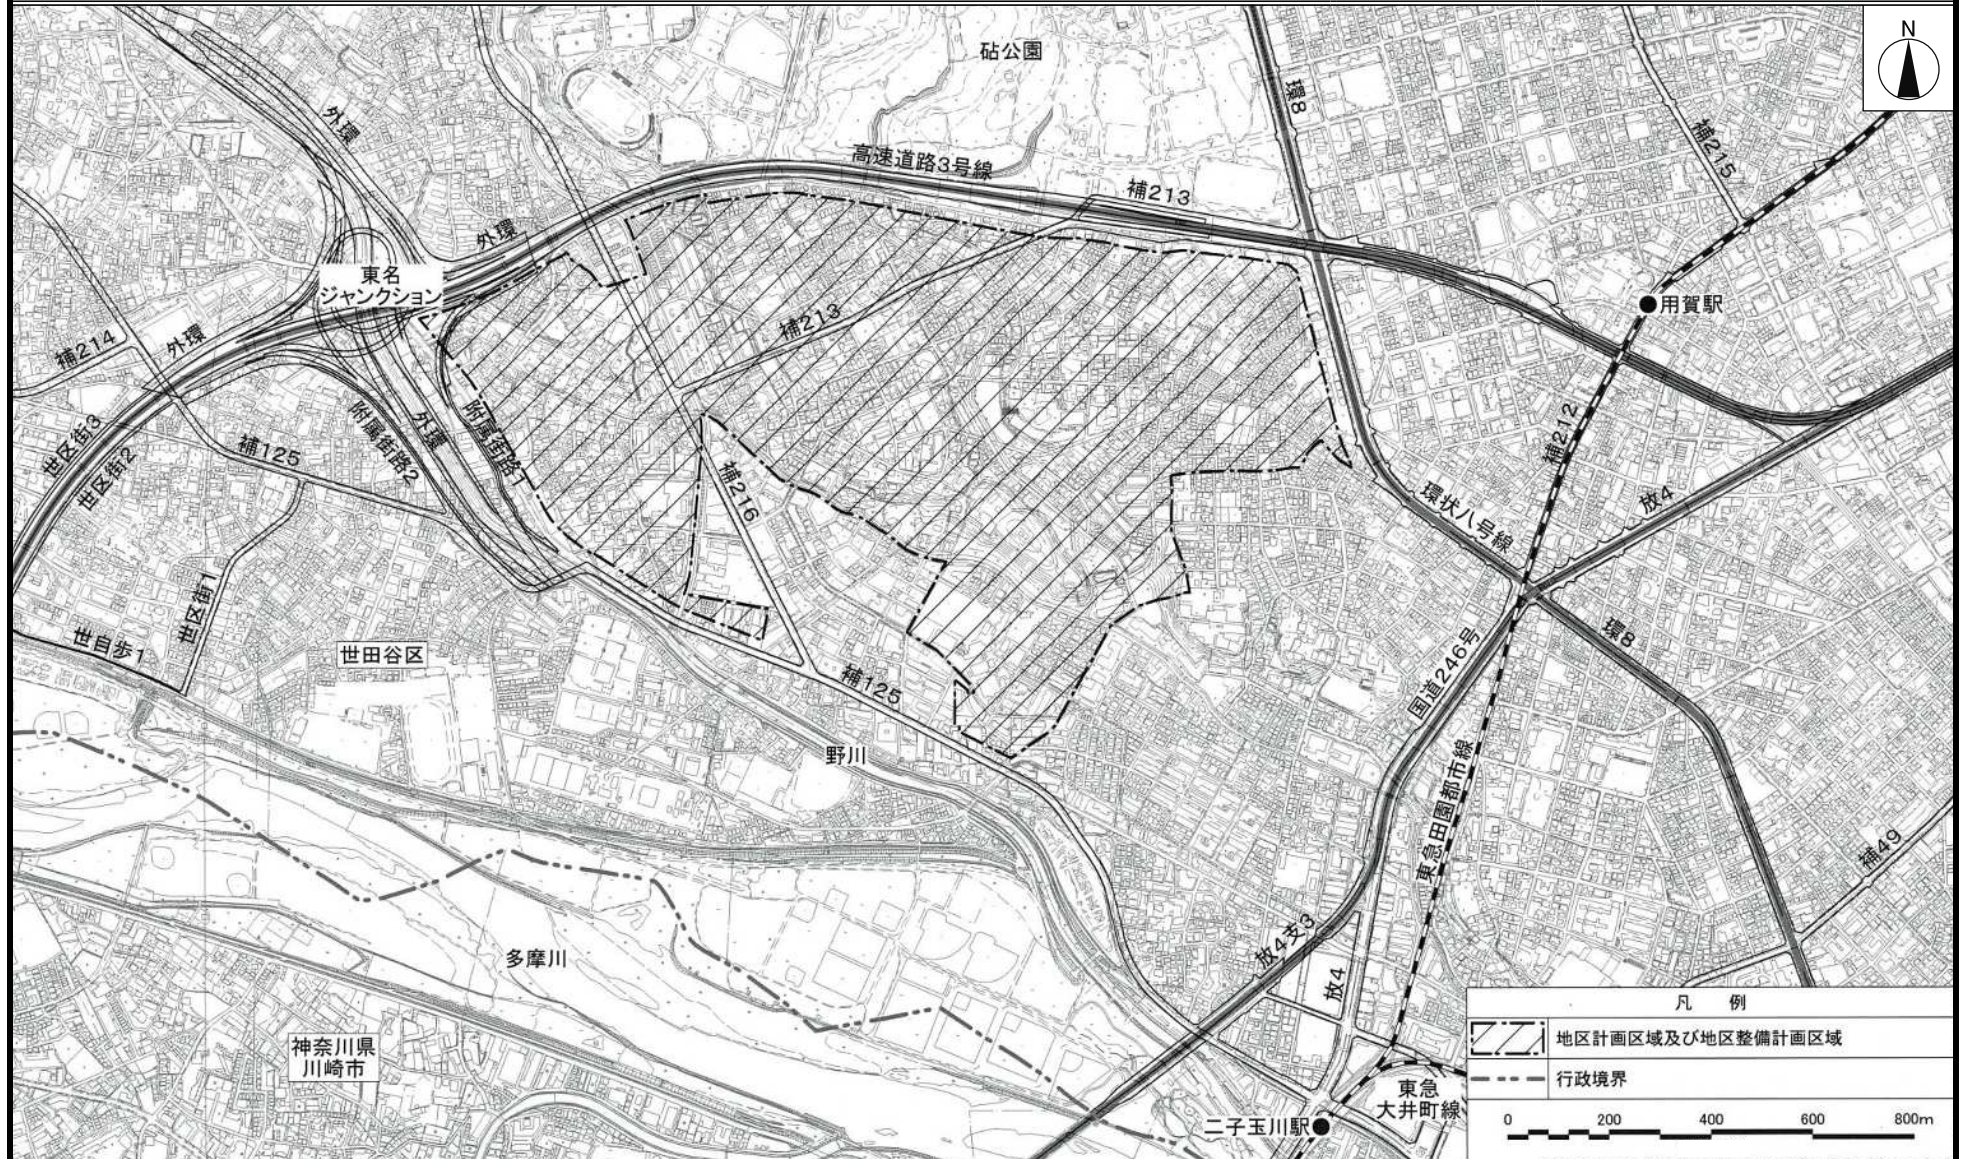 砧公園
N
環8
外環
補215
高速道路3号線
補213
外環
東名
ジャンクション
用賀駅
補213
外環
補214
附属街路1
外環
附属街路2
世区街3
世区街2
補125
補212
補216
放4
環状八号線
世区街1
世自歩1
世田谷区
環8
国道246号
補125
野川
東急田園都市線
補49
放4支3
多摩川
放4
神奈川県
川崎市
東急
大井町線
二子玉川駅
凡 例
地区計画区域及び地区整備計画区域
行政境界
0 200 400 600 800m